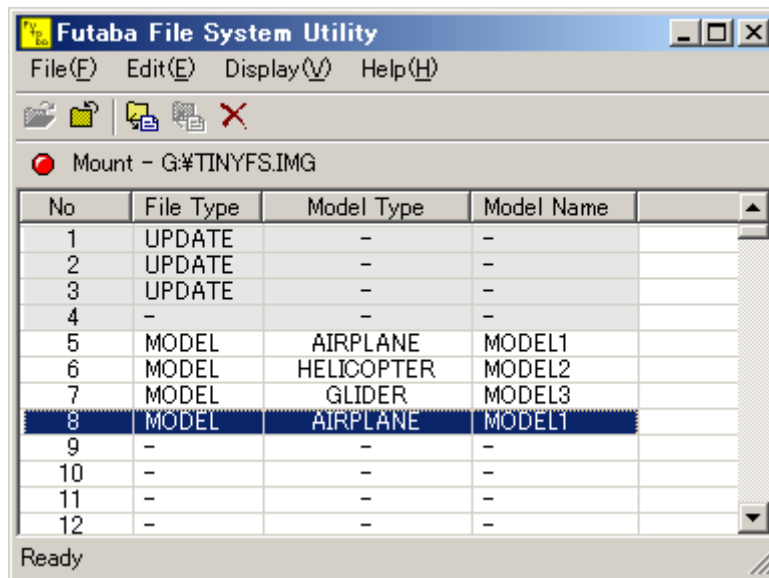 Futaba File System Utility
File(F) Edit(E) Display(V) Help(H)
Mount - G:¥TINYFS.IMG
No File Type Model Type Model Name
1 UPDATE - -
2 UPDATE - -
3 UPDATE - -
4 - - -
5 MODEL AIRPLANE MODEL1
6 MODEL HELICOPTER MODEL2
7 MODEL GLIDER MODEL3
8 MODEL AIRPLANE MODEL1
9 - - -
10 - - -
11 - - -
12 - - -
Ready